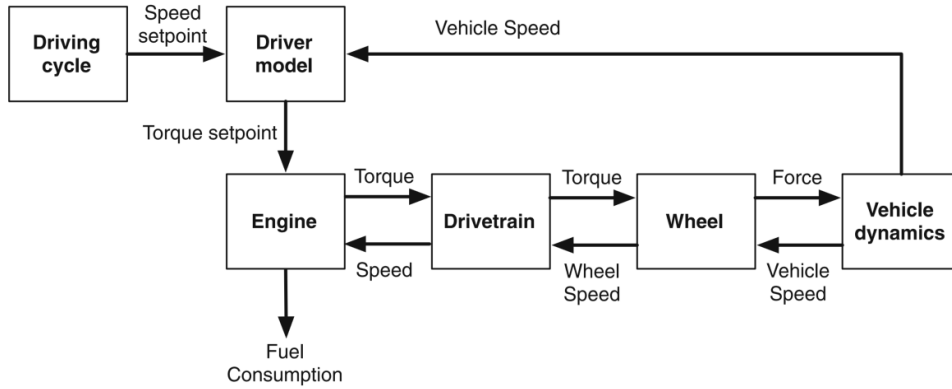 Driving
cycle
Speed
setpoint
Driver
model
Vehicle Speed
Torque setpoint
Engine
Torque
Speed
Drivetrain
Torque
Wheel
Speed
Wheel
Force
Vehicle
Speed
Vehicle
dynamics
Fuel
Consumption